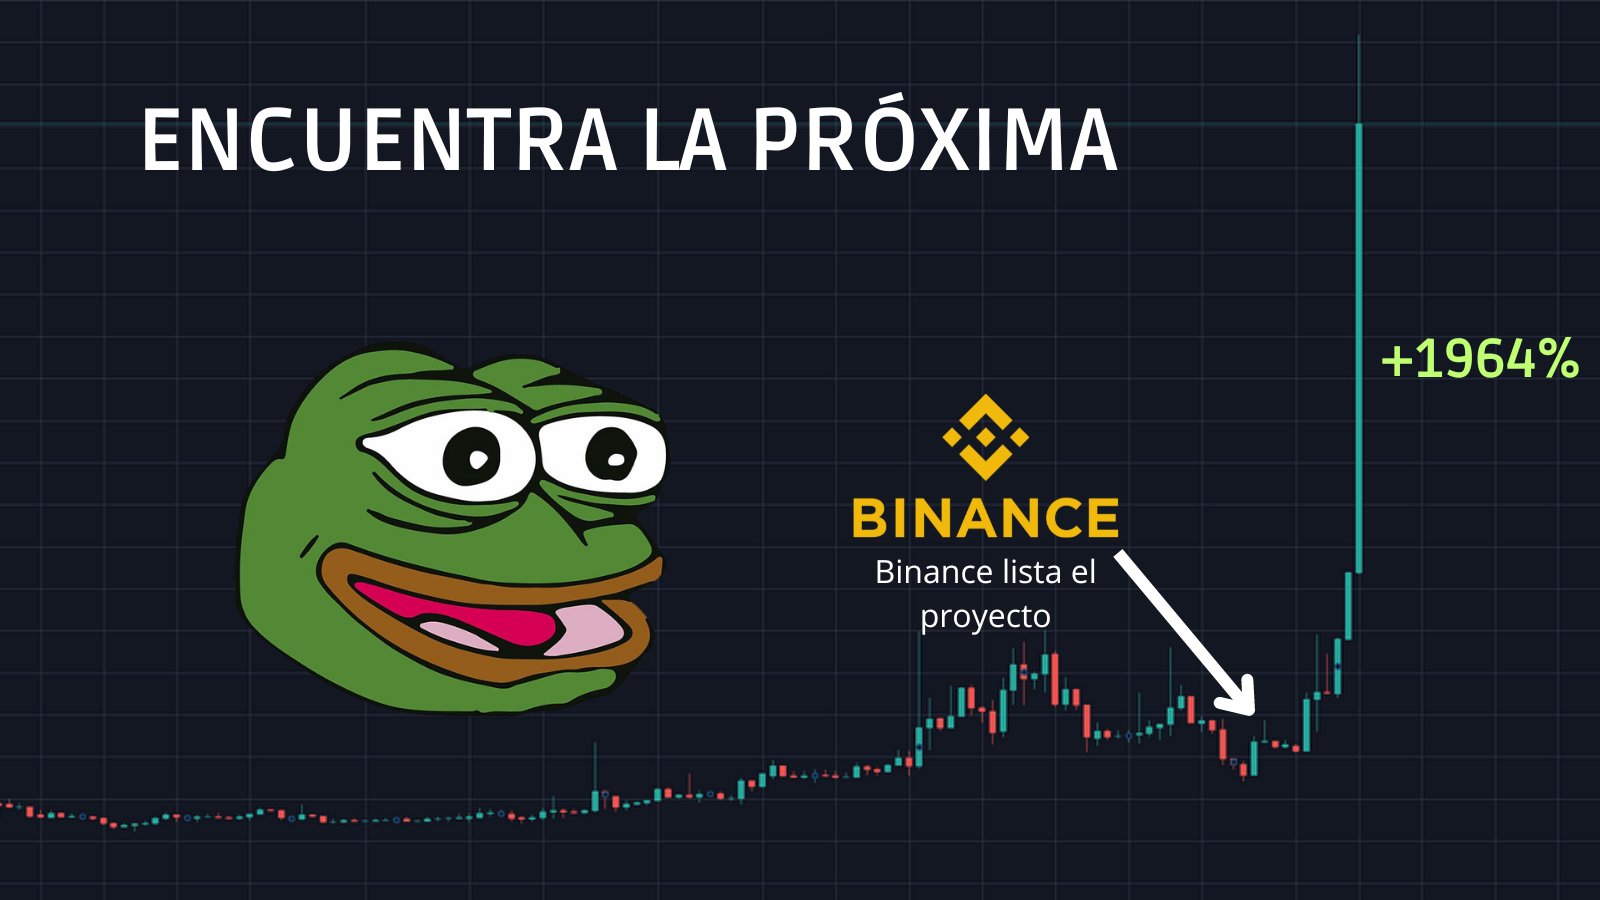 ENCUENTRA LA PRÓXIMA
+1964%
BINANCE
Binance lista el
proyecto